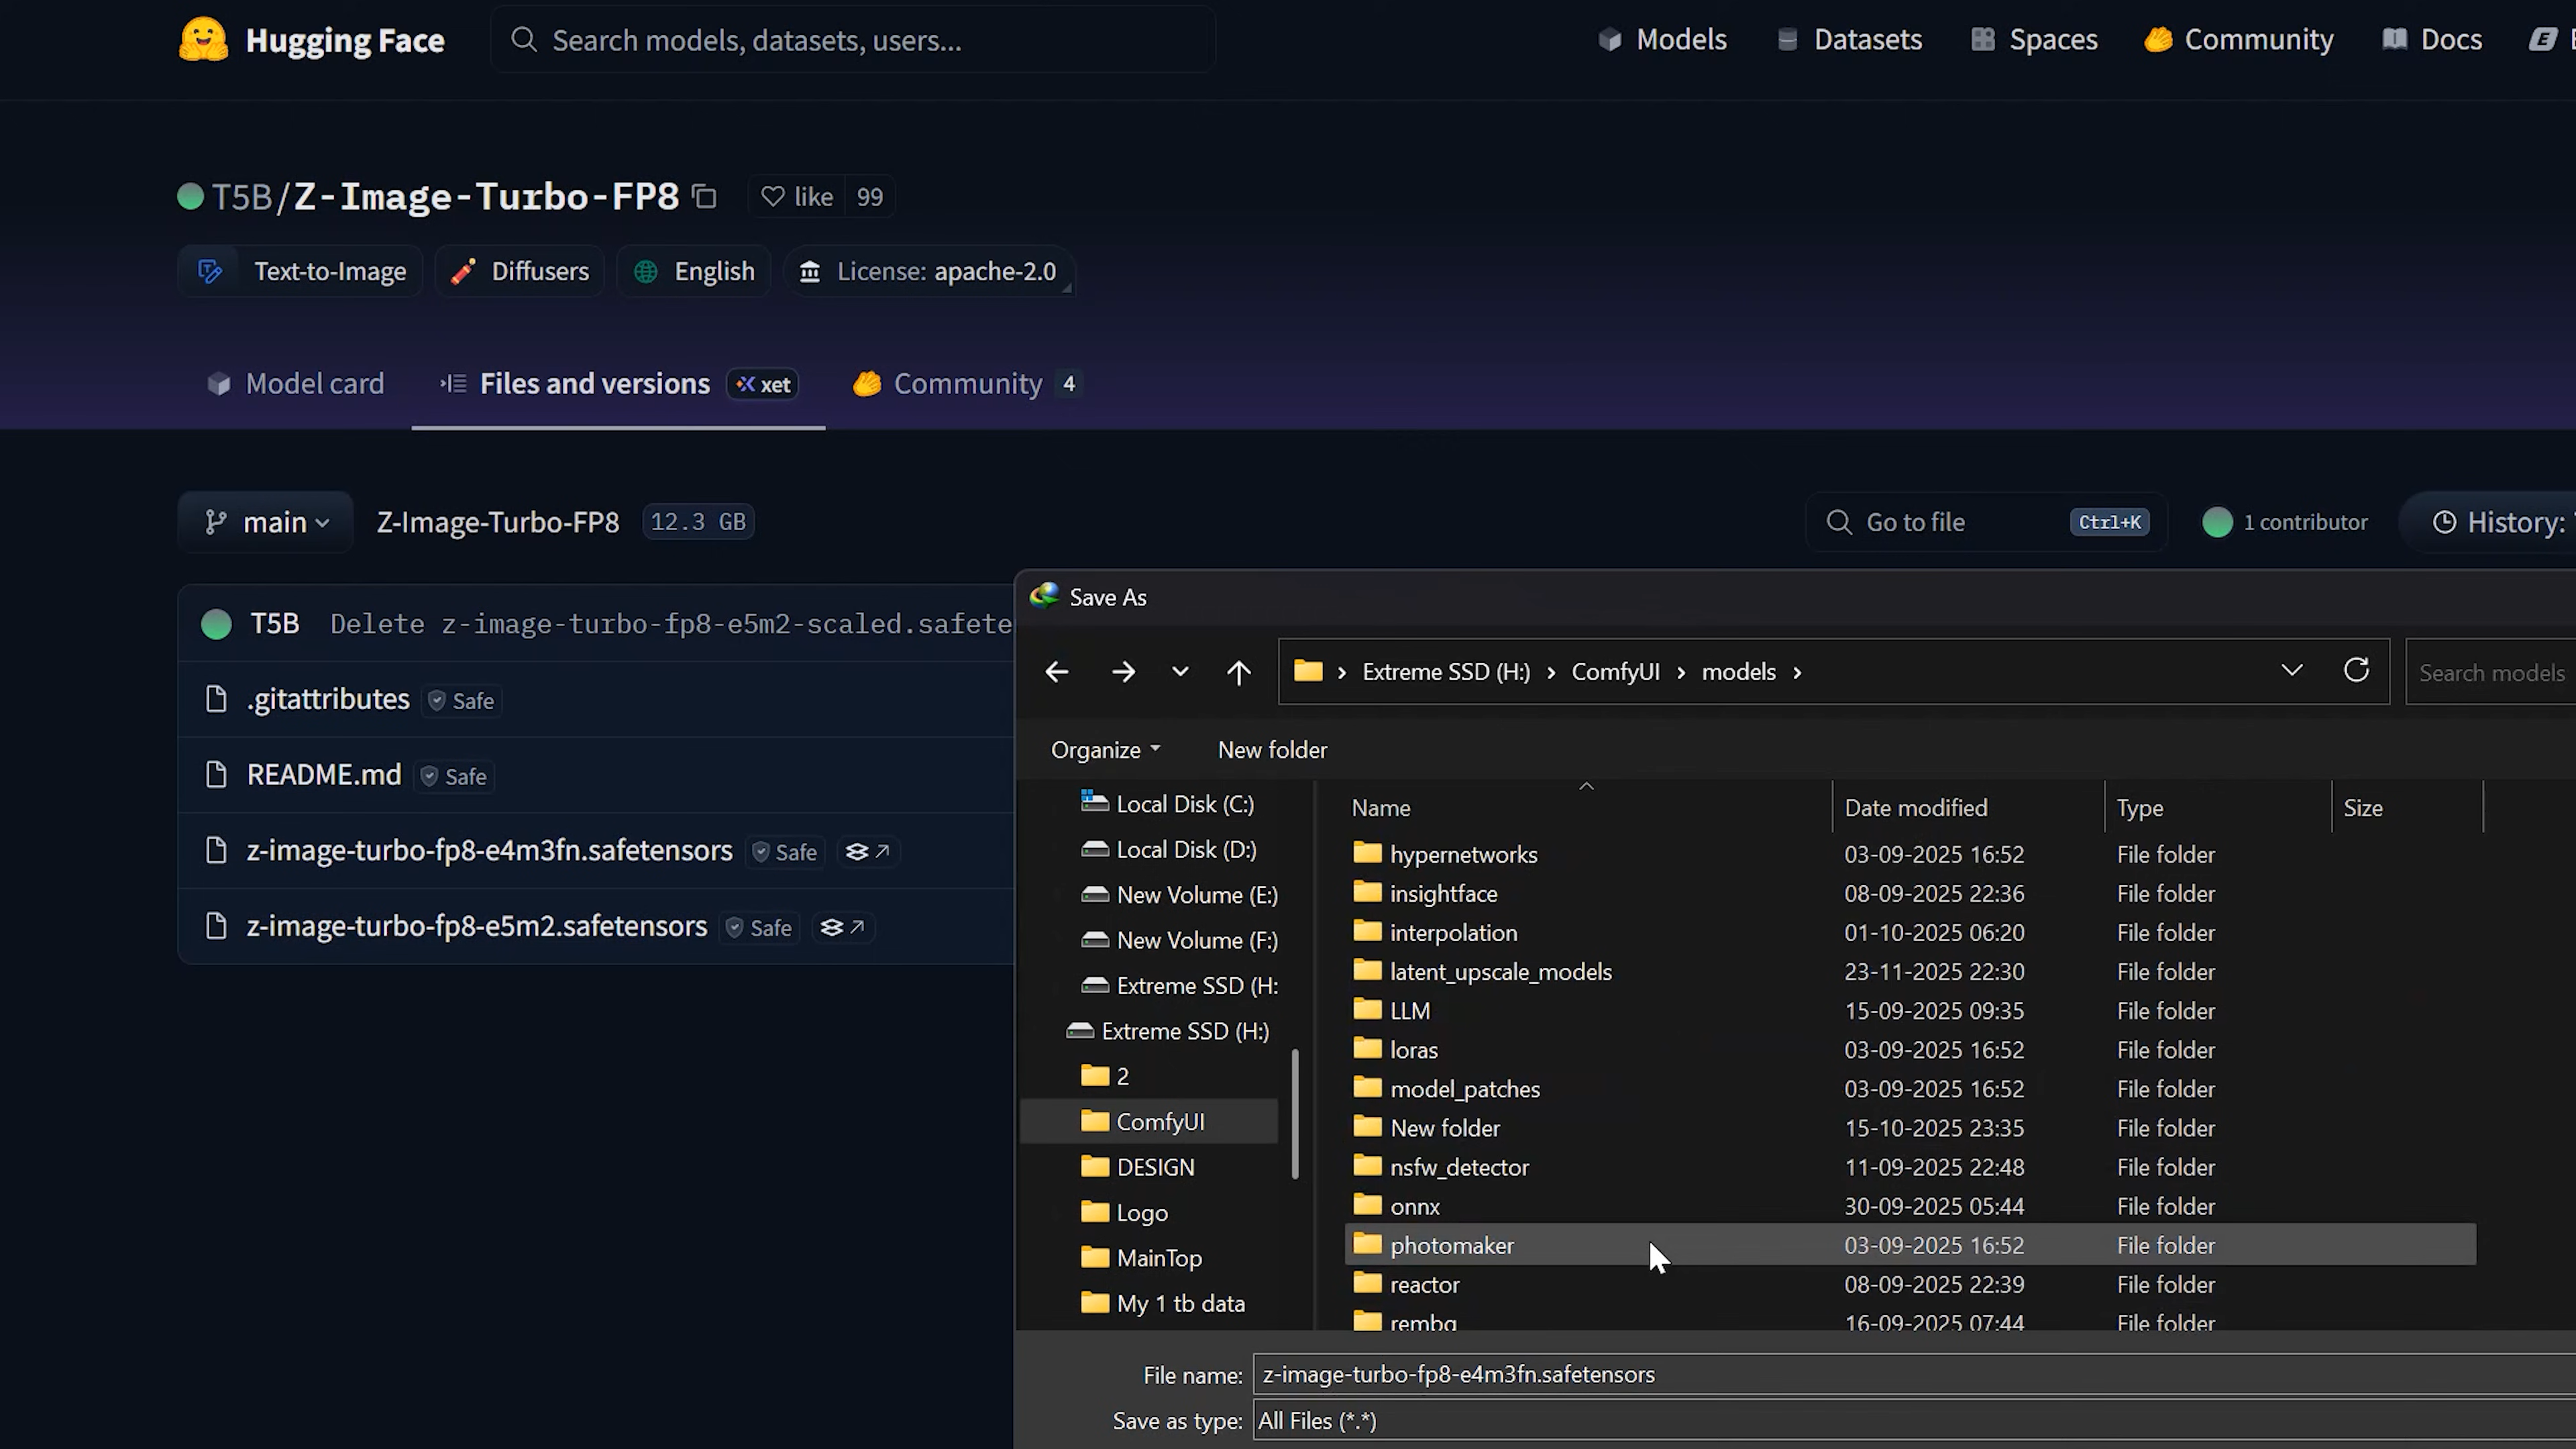 Hugging Face
Search models, datasets, users...
Models
Datasets
Spaces
Community
Docs
T5B/Z-Image-Turbo-FP8
like 99
Text-to-Image
Diffusers
English
License: apache-2.0
Model card
Files and versions
xet
Community 4
main
Z-Image-Turbo-FP8
12.3 GB
Go to file
Ctrl+K
1 contributor
History:
T5B Delete z-image-turbo-fp8-e5m2-scaled.safete
.gitattributes Safe
README.md Safe
z-image-turbo-fp8-e4m3fn.safetensors Safe
z-image-turbo-fp8-e5m2.safetensors Safe
Save As
Extreme SSD (H:) › ComfyUI › models ›
Search models
Organize
New folder
Local Disk (C:)
Local Disk (D:)
New Volume (E:)
New Volume (F:)
Extreme SSD (H:
Extreme SSD (H:)
2
ComfyUI
DESIGN
Logo
MainTop
My 1 tb data
Name Date modified Type Size
hypernetworks 03-09-2025 16:52 File folder
insightface 08-09-2025 22:36 File folder
interpolation 01-10-2025 06:20 File folder
latent_upscale_models 23-11-2025 22:30 File folder
LLM 15-09-2025 09:35 File folder
loras 03-09-2025 16:52 File folder
model_patches 03-09-2025 16:52 File folder
New folder 15-10-2025 23:35 File folder
nsfw_detector 11-09-2025 22:48 File folder
onnx 30-09-2025 05:44 File folder
photomaker 03-09-2025 16:52 File folder
reactor 08-09-2025 22:39 File folder
rembg 16-09-2025 07:44 File folder
File name: z-image-turbo-fp8-e4m3fn.safetensors
Save as type: All Files (*.*)